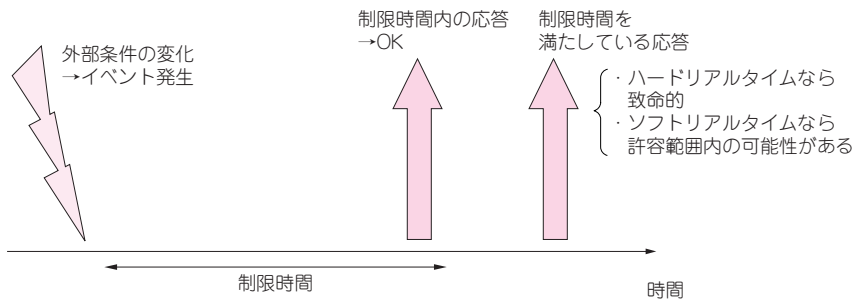 外部条件の変化
→イベント発生
制限時間内の応答
→OK
制限時間を
満たしている応答
・ハードリアルタイムなら
致命的
・ソフトリアルタイムなら
許容範囲内の可能性がある
制限時間
時間